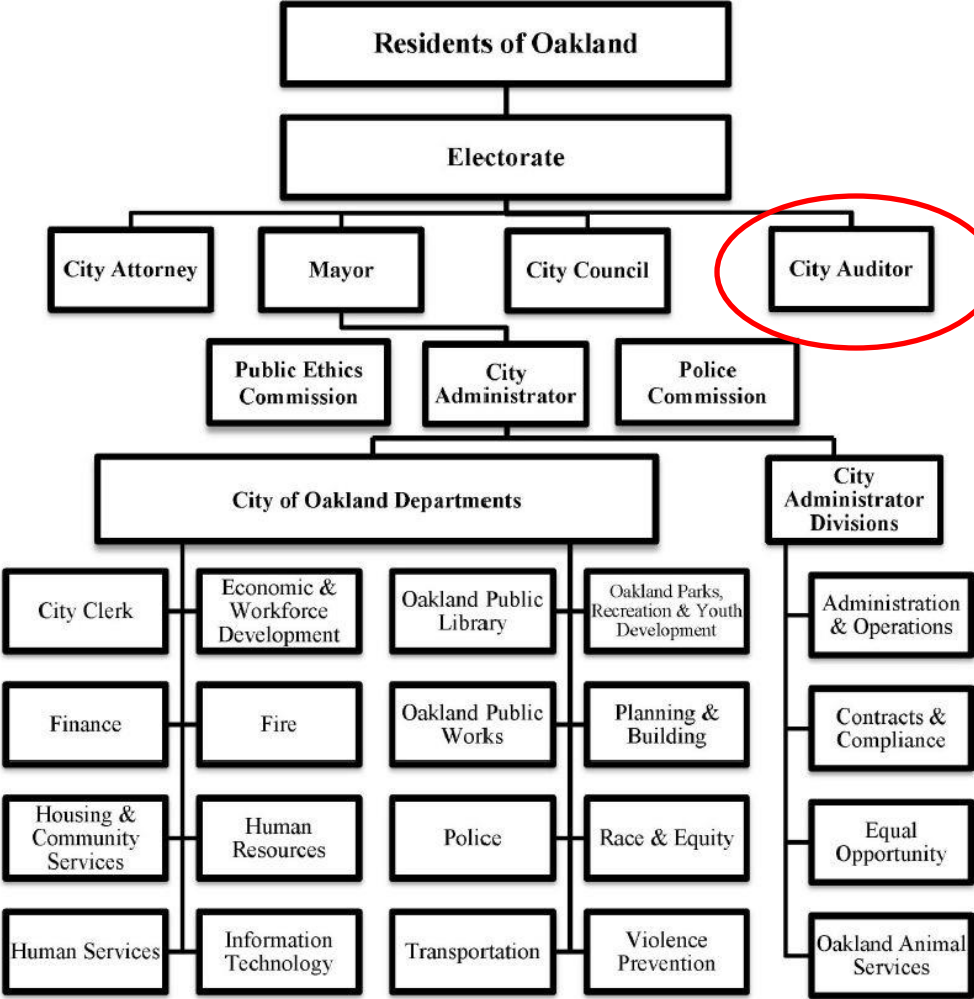 Residents of Oakland
Electorate
City Attorney
Mayor
City Council
City Auditor
Public Ethics
Commission
City
Administrator
Police
Commission
City of Oakland Departments
City
Administrator
Divisions
City Clerk
Economic &
Workforce
Development
Oakland Public
Library
Oakland Parks,
Recreation & Youth
Development
Administration
& Operations
Finance
Fire
Oakland Public
Works
Planning &
Building
Contracts &
Compliance
Housing &
Community
Services
Human
Resources
Police
Race & Equity
Equal
Opportunity
Human Services
Information
Technology
Transportation
Violence
Prevention
Oakland Animal
Services